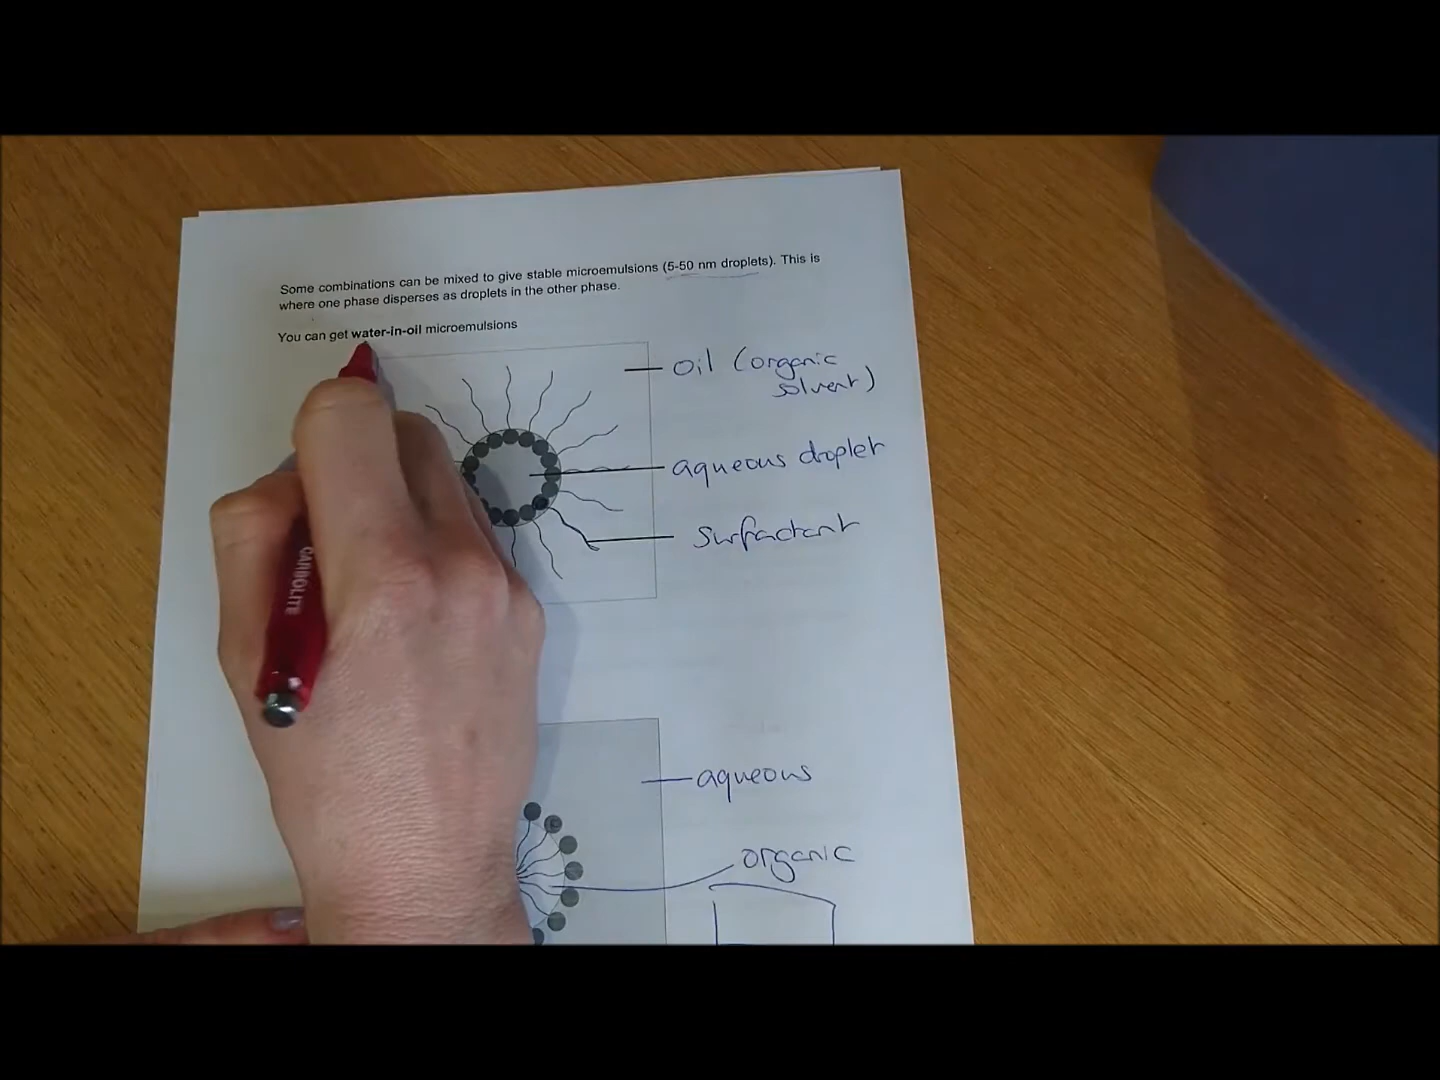 Some combinations can be mixed to give stable microemulsions (5-50 nm droplets). This is
where one phase disperses as droplets in the other phase.
You can get water-in-oil microemulsions
oil (organic
solvent)
aqueous droplet
surfactant
CARBOLITE
aqueous
organic